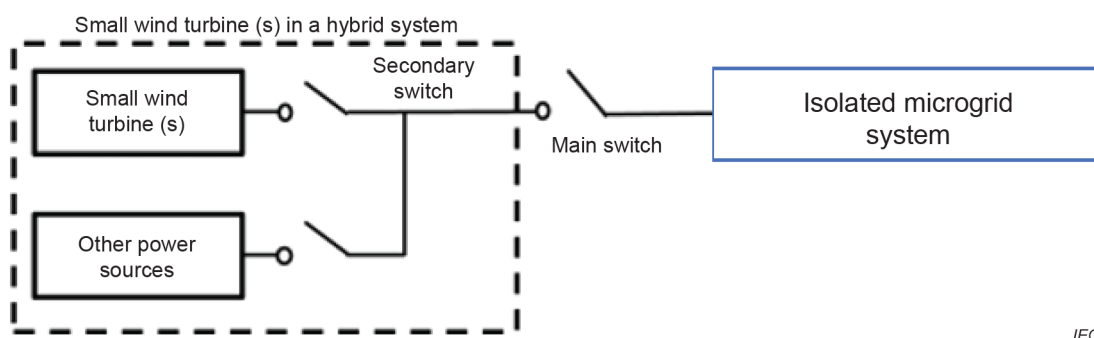 Small wind turbine (s) in a hybrid system
Small wind
turbine (s)
Secondary
switch
Main switch
Isolated microgrid
system
Other power
sources
IEC